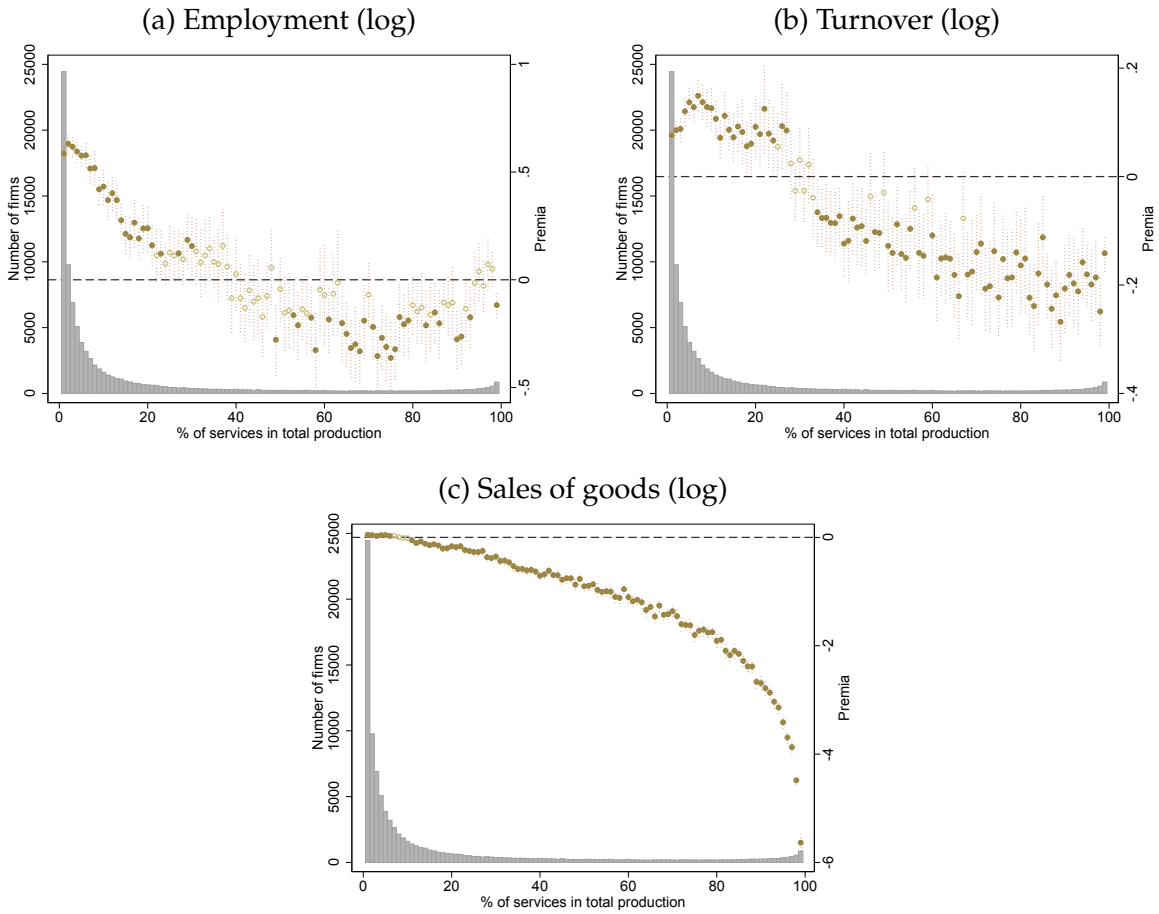 (a) Employment (log)
Number of firms
0 5000 10000 15000 20000 25000
-.5 0 .5 1
Premia
0 20 40 60 80 100
% of services in total production
(b) Turnover (log)
Number of firms
0 5000 10000 15000 20000 25000
-.4 -.2 0 .2
Premia
0 20 40 60 80 100
% of services in total production
(c) Sales of goods (log)
Number of firms
0 5000 10000 15000 20000 25000
-6 -4 -2 0
Premia
0 20 40 60 80 100
% of services in total production